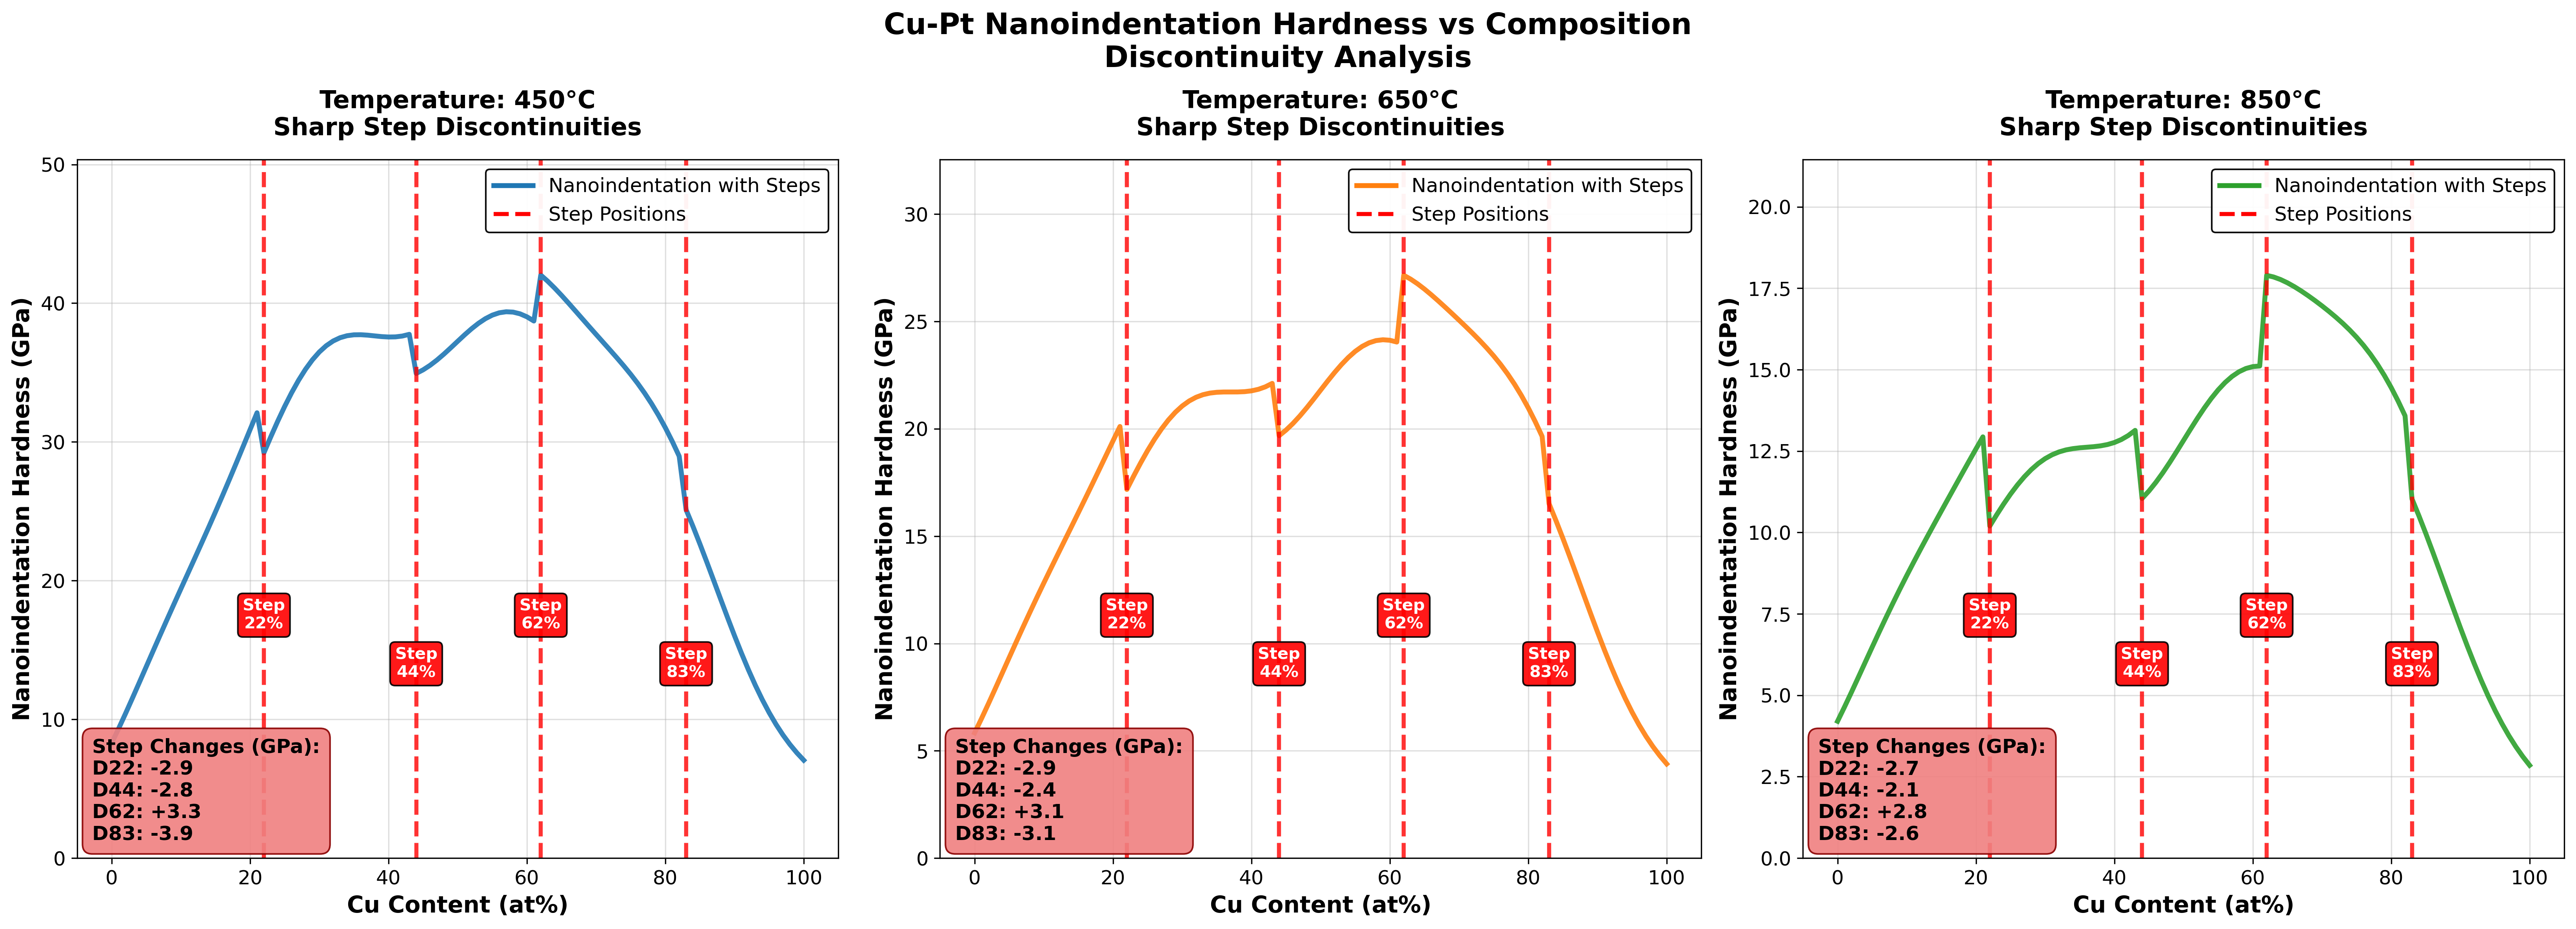 Cu-Pt Nanoindentation Hardness vs Composition
Discontinuity Analysis
Temperature: 450°C
Sharp Step Discontinuities
Nanoindentation Hardness (GPa)
50
40
30
20
10
0
Nanoindentation with Steps
Step Positions
Step
22%
Step
44%
Step
62%
Step
83%
Step Changes (GPa):
D22: -2.9
D44: -2.8
D62: +3.3
D83: -3.9
0
20
40
60
80
100
Cu Content (at%)
Temperature: 650°C
Sharp Step Discontinuities
Nanoindentation Hardness (GPa)
30
25
20
15
10
5
0
Nanoindentation with Steps
Step Positions
Step
22%
Step
44%
Step
62%
Step
83%
Step Changes (GPa):
D22: -2.9
D44: -2.4
D62: +3.1
D83: -3.1
0
20
40
60
80
100
Cu Content (at%)
Temperature: 850°C
Sharp Step Discontinuities
Nanoindentation Hardness (GPa)
20.0
17.5
15.0
12.5
10.0
7.5
5.0
2.5
0.0
Nanoindentation with Steps
Step Positions
Step
22%
Step
44%
Step
62%
Step
83%
Step Changes (GPa):
D22: -2.7
D44: -2.1
D62: +2.8
D83: -2.6
0
20
40
60
80
100
Cu Content (at%)